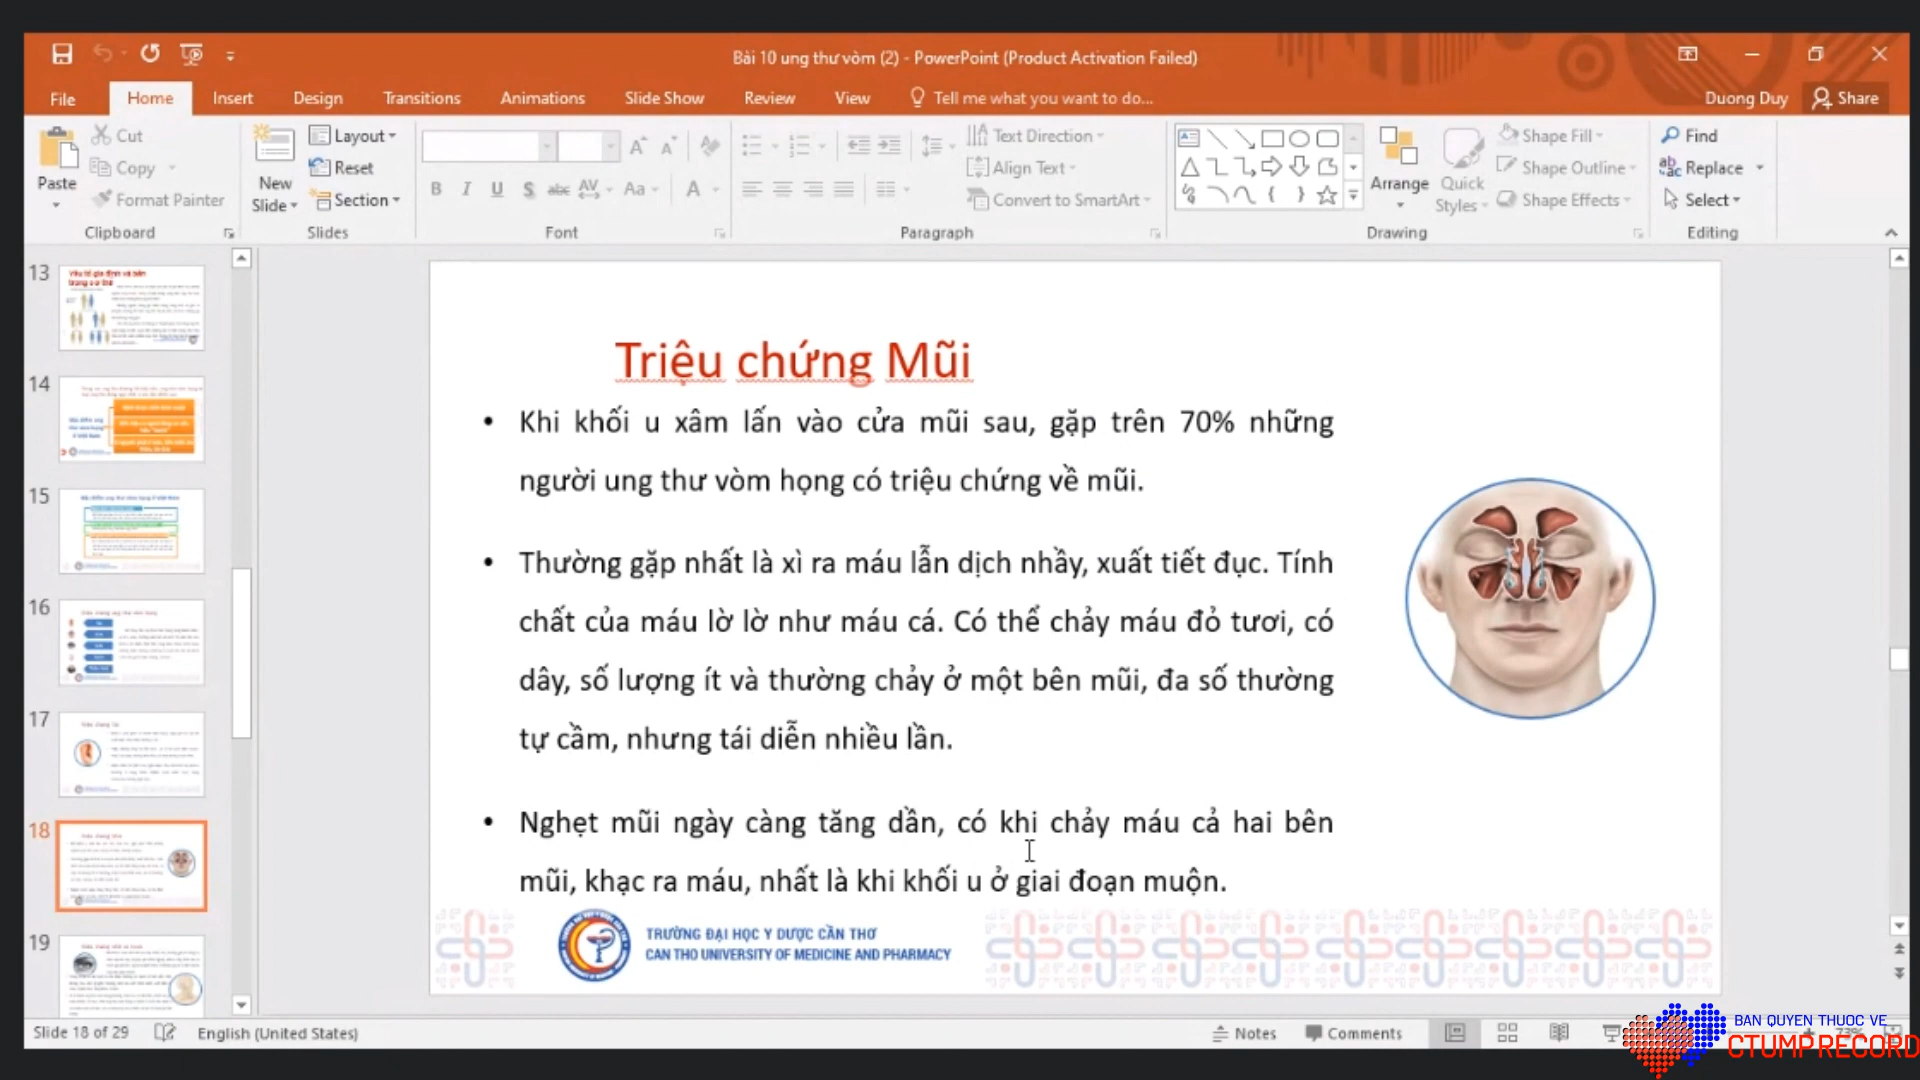 Bài 10 ung thư vòm (2) - PowerPoint (Product Activation Failed)
File Home Insert Design Transitions Animations Slide Show Review View Tell me what you want to do... Duong Duy Share
Paste
Cut
Copy
Format Painter
Clipboard
New Slide
Layout
Reset
Section
Slides
Font
Text Direction
Align Text
Convert to SmartArt
Paragraph
Arrange
Quick Styles
Shape Fill
Shape Outline
Shape Effects
Drawing
Find
Replace
Select
Editing
13
14
15
16
17
18
19
Triệu chứng Mũi
• Khi khối u xâm lấn vào cửa mũi sau, gặp trên 70% những
người ung thư vòm họng có triệu chứng về mũi.
• Thường gặp nhất là xì ra máu lẫn dịch nhầy, xuất tiết đục. Tính
chất của máu lờ lờ như máu cá. Có thể chảy máu đỏ tươi, có
dây, số lượng ít và thường chảy ở một bên mũi, đa số thường
tự cầm, nhưng tái diễn nhiều lần.
• Nghẹt mũi ngày càng tăng dần, có khi chảy máu cả hai bên
mũi, khạc ra máu, nhất là khi khối u ở giai đoạn muộn.
TRƯỜNG ĐẠI HỌC Y DƯỢC CẦN THƠ
CAN THO UNIVERSITY OF MEDICINE AND PHARMACY
Slide 18 of 29 English (United States) Notes Comments
BAN QUYEN THUOC VE
CTUMP RECORD